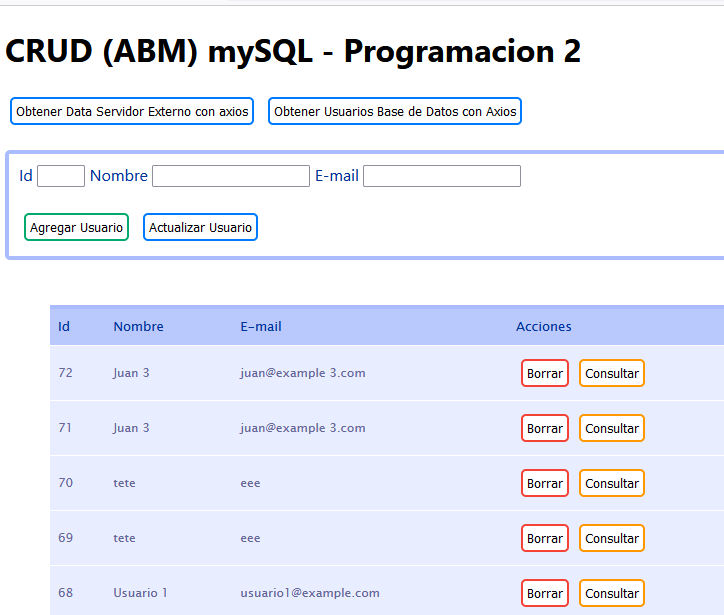 CRUD (ABM) mySQL - Programacion 2
Obtener Data Servidor Externo con axios Obtener Usuarios Base de Datos con Axios
Id Nombre E-mail
Agregar Usuario Actualizar Usuario
Id Nombre E-mail Acciones
72 Juan 3 juan@example 3.com Borrar Consultar
71 Juan 3 juan@example 3.com Borrar Consultar
70 tete eee Borrar Consultar
69 tete eee Borrar Consultar
68 Usuario 1 usuario1@example.com Borrar Consultar